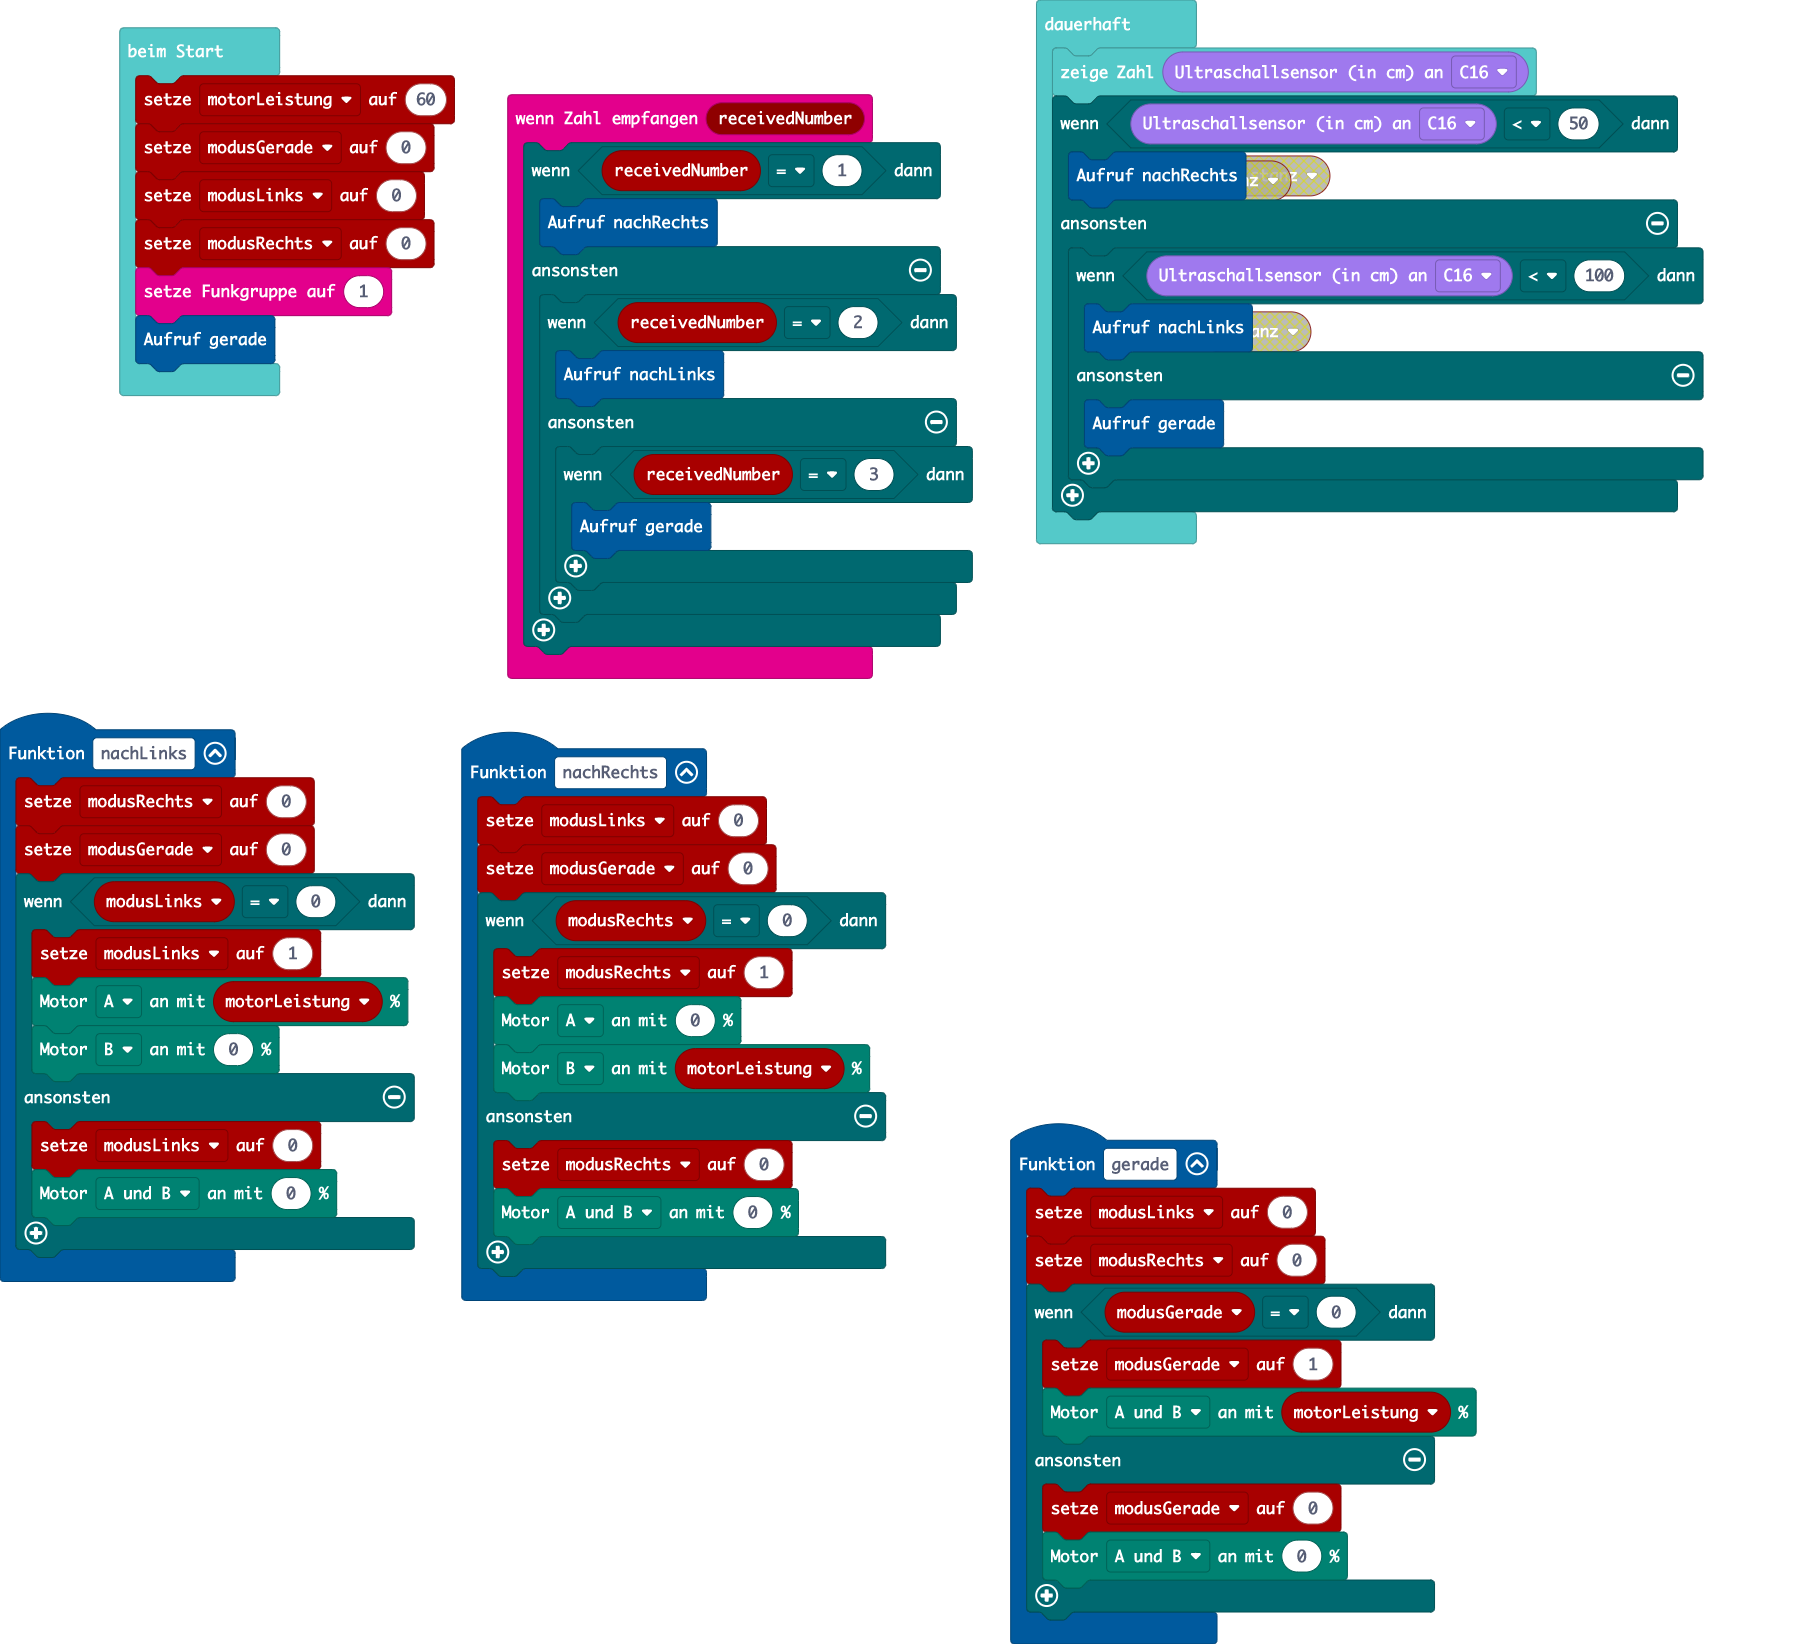 beim Start
setze motorLeistung auf 60
setze modusGerade auf 0
setze modusLinks auf 0
setze modusRechts auf 0
setze Funkgruppe auf 1
Aufruf gerade
wenn Zahl empfangen receivedNumber
wenn receivedNumber = 1 dann
Aufruf nachRechts
ansonsten
wenn receivedNumber = 2 dann
Aufruf nachLinks
ansonsten
wenn receivedNumber = 3 dann
Aufruf gerade
dauerhaft
zeige Zahl Ultraschallsensor (in cm) an C16
wenn Ultraschallsensor (in cm) an C16 < 50 dann
Aufruf nachRechts
ansonsten
wenn Ultraschallsensor (in cm) an C16 < 100 dann
Aufruf nachLinks
ansonsten
Aufruf gerade
Funktion nachLinks
setze modusRechts auf 0
setze modusGerade auf 0
wenn modusLinks = 0 dann
setze modusLinks auf 1
Motor A an mit motorLeistung %
Motor B an mit 0 %
ansonsten
setze modusLinks auf 0
Motor A und B an mit 0 %
Funktion nachRechts
setze modusLinks auf 0
setze modusGerade auf 0
wenn modusRechts = 0 dann
setze modusRechts auf 1
Motor A an mit 0 %
Motor B an mit motorLeistung %
ansonsten
setze modusRechts auf 0
Motor A und B an mit 0 %
Funktion gerade
setze modusLinks auf 0
setze modusRechts auf 0
wenn modusGerade = 0 dann
setze modusGerade auf 1
Motor A und B an mit motorLeistung %
ansonsten
setze modusGerade auf 0
Motor A und B an mit 0 %